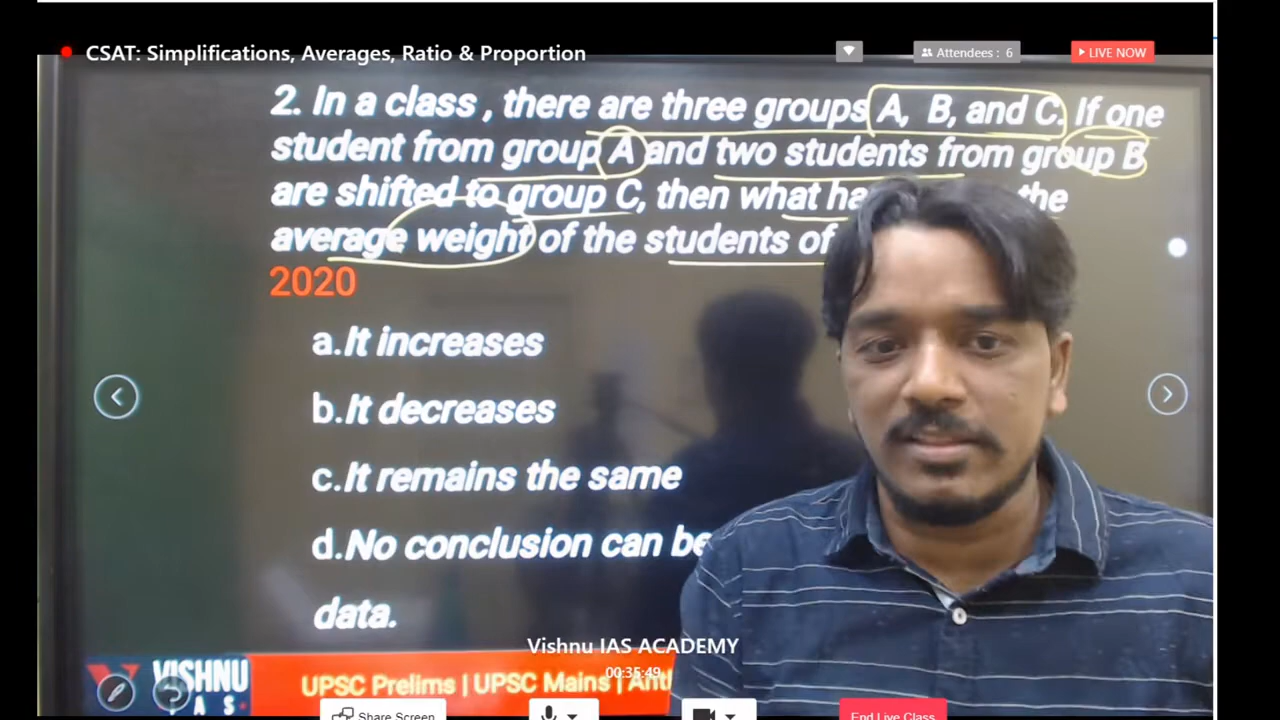 CSAT: Simplifications, Averages, Ratio & Proportion
Attendees : 6
LIVE NOW
2. In a class , there are three groups A, B, and C. If one
student from group A and two students from group B
are shifted to group C, then what ha the
average weight of the students of
2020
a.It increases
b.It decreases
c.It remains the same
d.No conclusion can be
data.
Vishnu IAS ACADEMY
00:35:49
VISHNU
I A S
UPSC Prelims | UPSC Mains | Anth
Share Screen
End Live Class